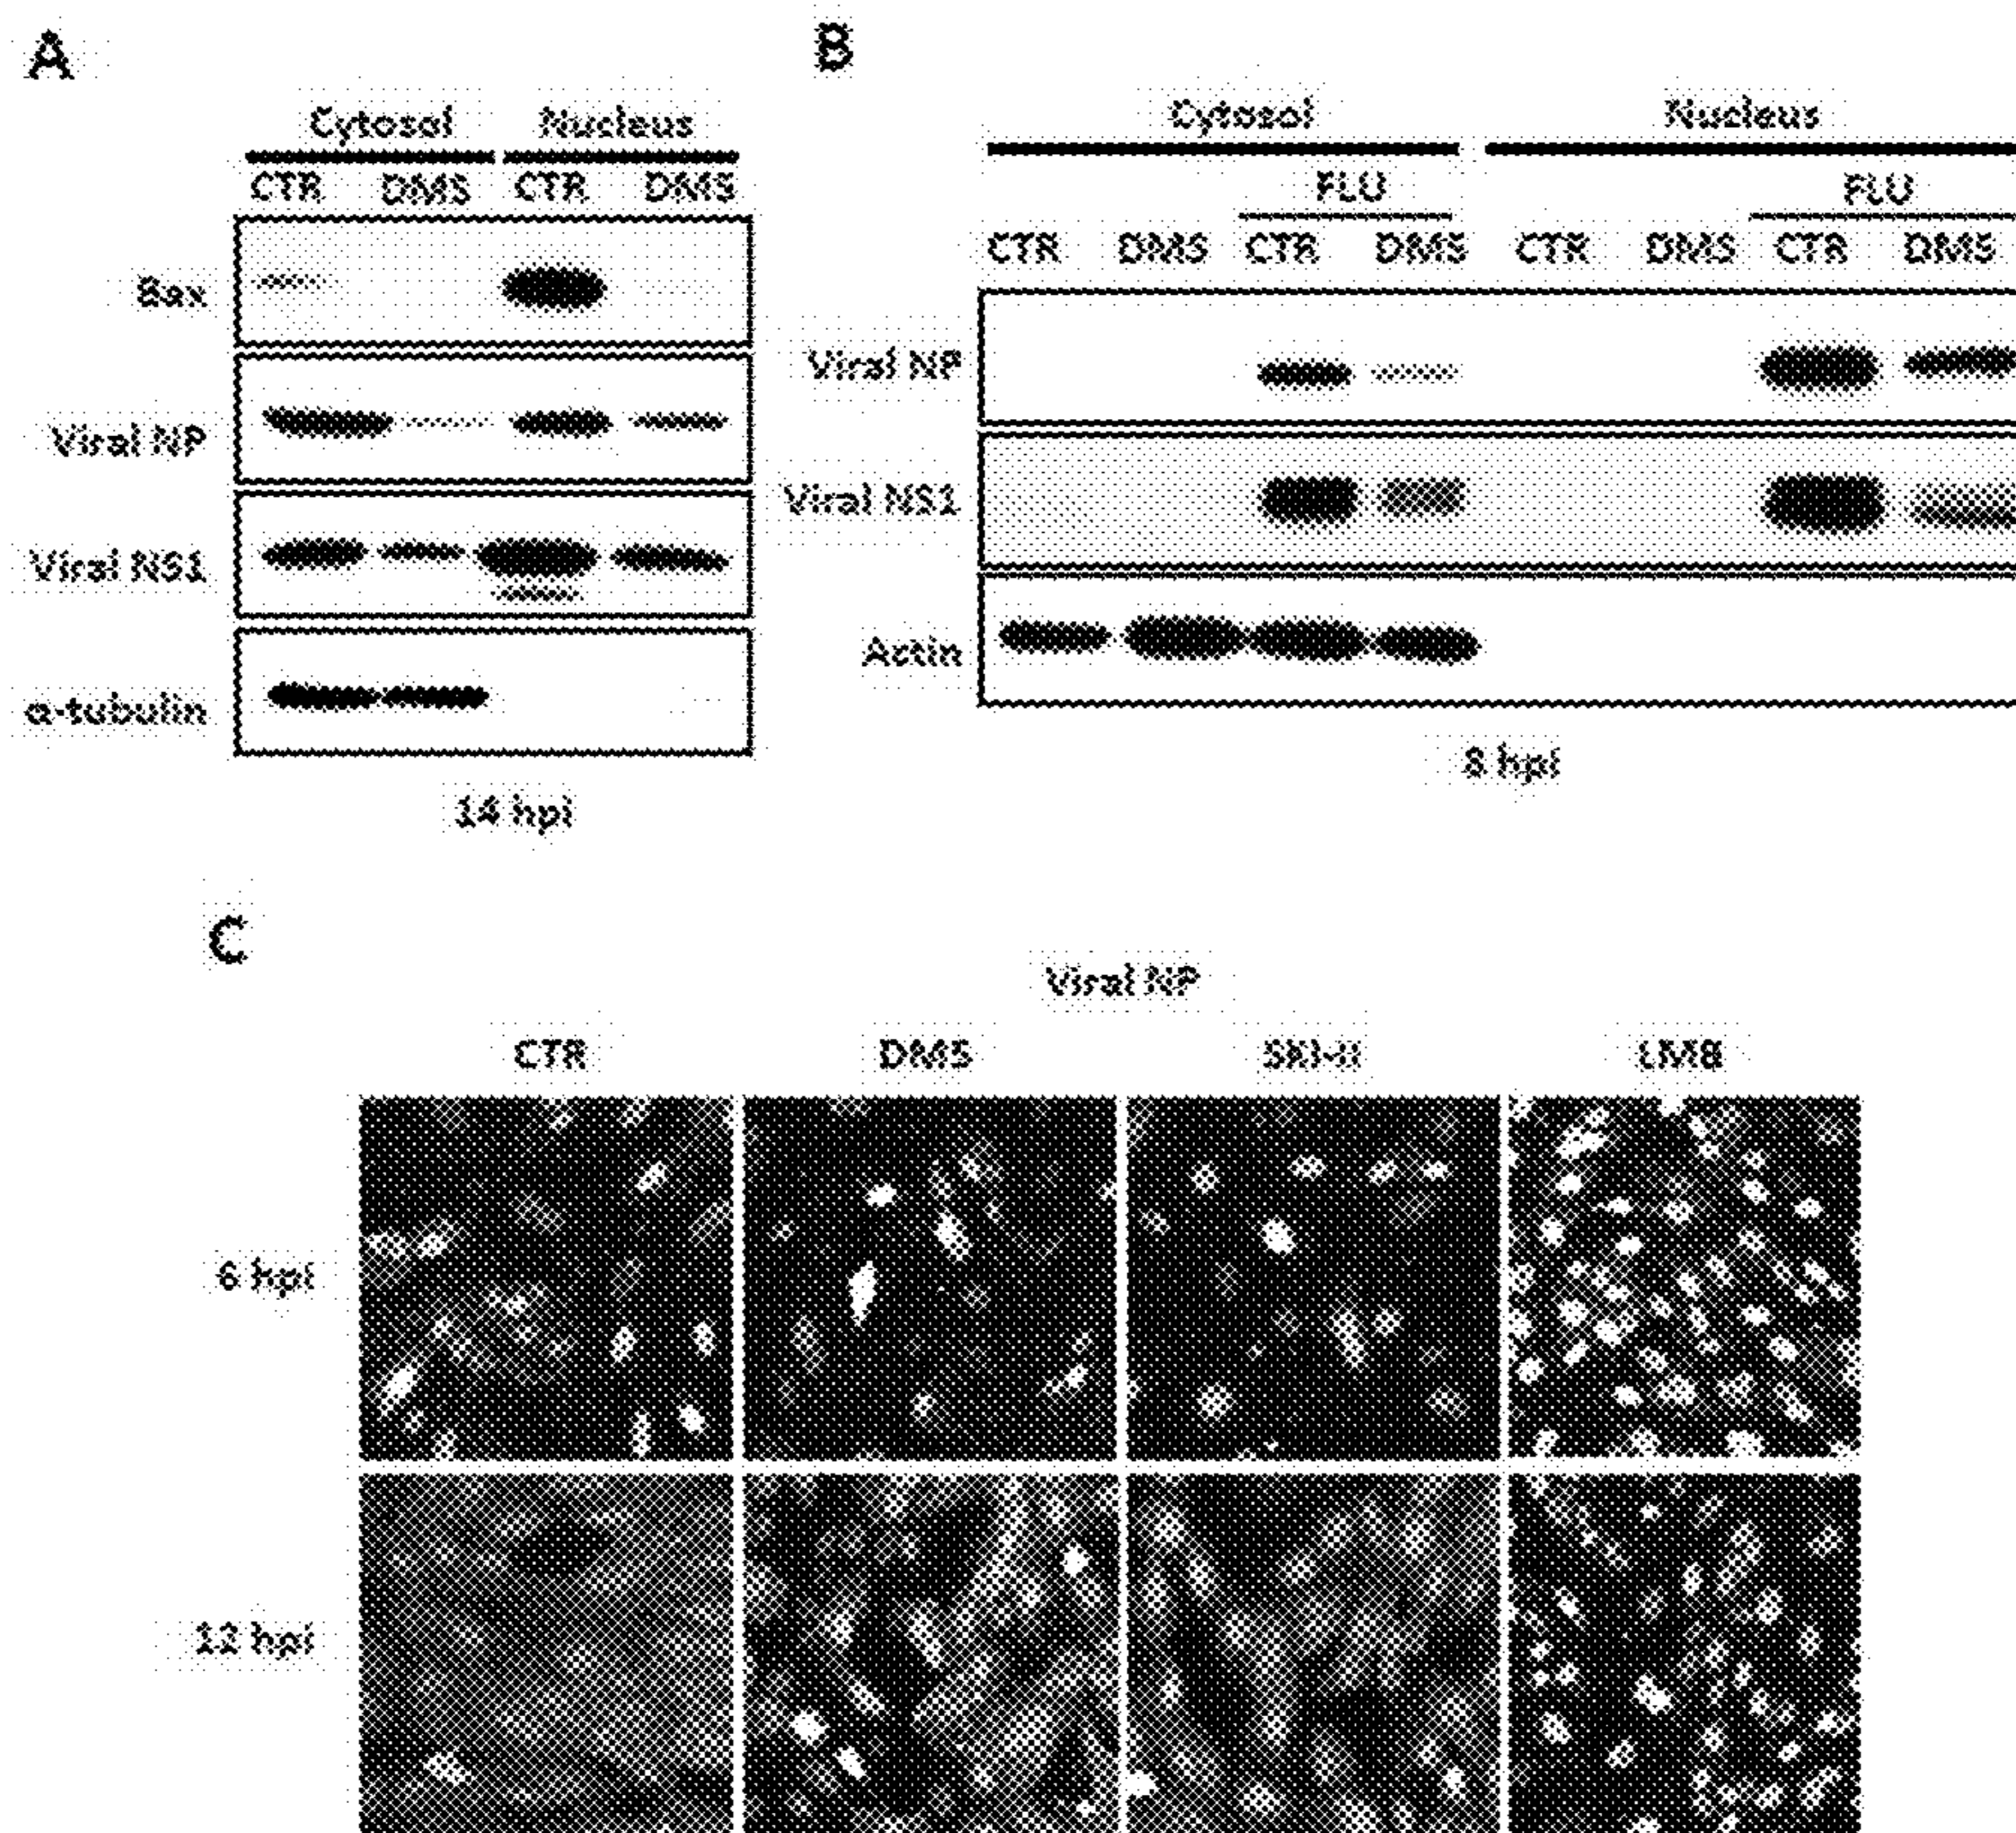 A
Cytosol Nucleus
CTR DMS CTR DMS
Bax
Viral NP
Viral NS1
α-tubulin
14 hpi
B
Cytosol Nucleus
FLU FLU
CTR DMS CTR DMS CTR DMS CTR DMS
Viral NP
Viral NS1
Actin
8 hpi
C
Viral NP
CTR DMS SKI-II LMB
6 hpi
12 hpi